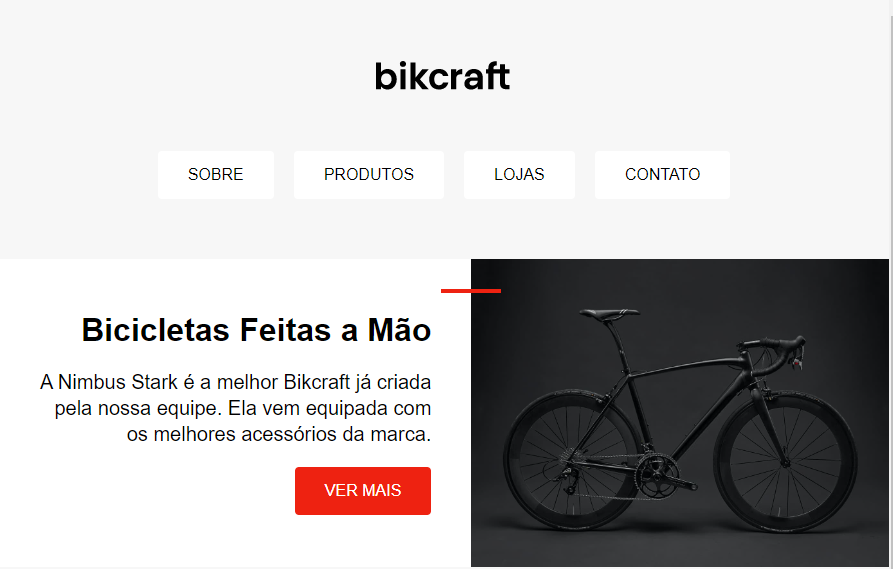 bikcraft
SOBRE PRODUTOS LOJAS CONTATO
Bicicletas Feitas a Mão
A Nimbus Stark é a melhor Bikcraft já criada
pela nossa equipe. Ela vem equipada com
os melhores acessórios da marca.
VER MAIS